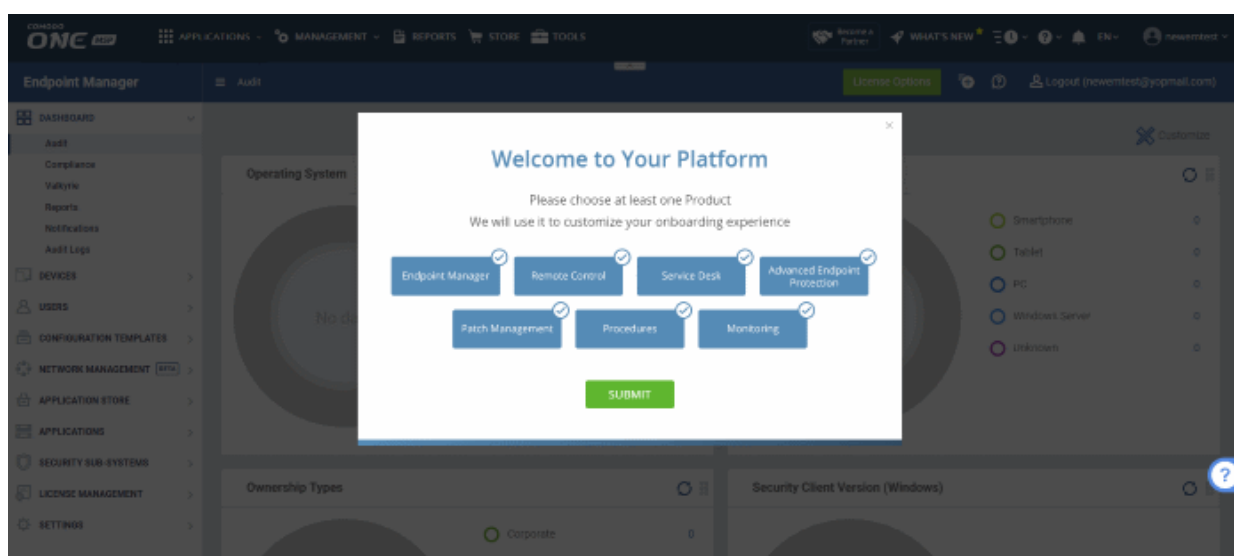 COMODO
ONE MSP
APPLICATIONS
MANAGEMENT
REPORTS
STORE
TOOLS
Become a
Partner
WHAT'S NEW
EN
newemtest
Endpoint Manager
Audit
License Options
Logout (newemtest@yopmail.com)
DASHBOARD
Audit
Compliance
Valkyrie
Reports
Notifications
Audit Logs
DEVICES
USERS
CONFIGURATION TEMPLATES
NETWORK MANAGEMENT BETA
APPLICATION STORE
APPLICATIONS
SECURITY SUB-SYSTEMS
LICENSE MANAGEMENT
SETTINGS
Customize
Operating System
No da
Smartphone 0
Tablet 0
PC 0
Windows Server 0
Unknown 0
×
Welcome to Your Platform
Please choose at least one Product
We will use it to customize your onboarding experience
Endpoint Manager
Remote Control
Service Desk
Advanced Endpoint
Protection
Patch Management
Procedures
Monitoring
SUBMIT
Ownership Types
Corporate 0
Security Client Version (Windows)
?